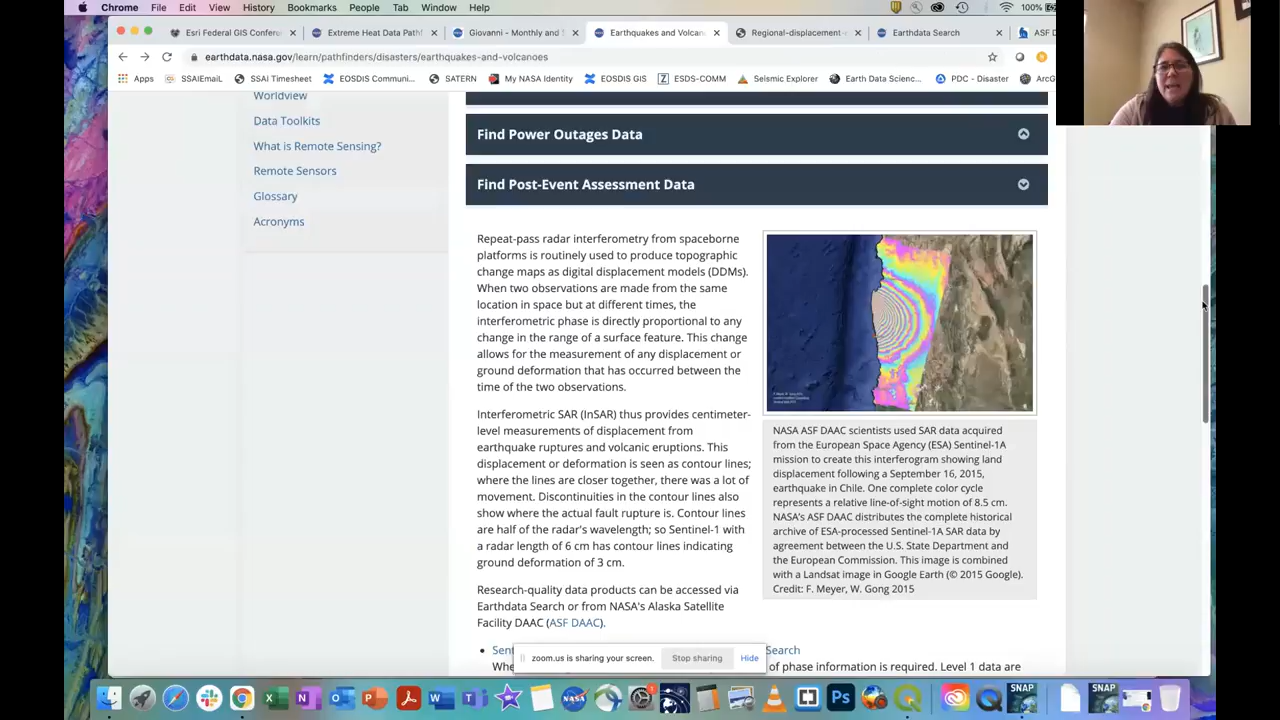 Chrome File Edit View History Bookmarks People Tab Window Help 100%
Esri Federal GIS Conferen
Extreme Heat Data Pathf
Giovanni - Monthly and S
Earthquakes and Volcano
Regional-displacement-
Earthdata Search
ASF D
earthdata.nasa.gov/learn/pathfinders/disasters/earthquakes-and-volcanoes
Apps SSAIEmaiL SSAI Timesheet EOSDIS Communi... SATERN My NASA Identity EOSDIS GIS ESDS-COMM Seismic Explorer Earth Data Scienc... PDC - Disaster ArcG
Worldview
Data Toolkits
What is Remote Sensing?
Remote Sensors
Glossary
Acronyms
Find Power Outages Data
Find Post-Event Assessment Data
Repeat-pass radar interferometry from spaceborne
platforms is routinely used to produce topographic
change maps as digital displacement models (DDMs).
When two observations are made from the same
location in space but at different times, the
interferometric phase is directly proportional to any
change in the range of a surface feature. This change
allows for the measurement of any displacement or
ground deformation that has occurred between the
time of the two observations.
Interferometric SAR (InSAR) thus provides centimeter-
level measurements of displacement from
earthquake ruptures and volcanic eruptions. This
displacement or deformation is seen as contour lines;
where the lines are closer together, there was a lot of
movement. Discontinuities in the contour lines also
show where the actual fault rupture is. Contour lines
are half of the radar's wavelength; so Sentinel-1 with
a radar length of 6 cm has contour lines indicating
ground deformation of 3 cm.
Research-quality data products can be accessed via
Earthdata Search or from NASA's Alaska Satellite
Facility DAAC (ASF DAAC).
NASA ASF DAAC scientists used SAR data acquired
from the European Space Agency (ESA) Sentinel-1A
mission to create this interferogram showing land
displacement following a September 16, 2015,
earthquake in Chile. One complete color cycle
represents a relative line-of-sight motion of 8.5 cm.
NASA's ASF DAAC distributes the complete historical
archive of ESA-processed Sentinel-1A SAR data by
agreement between the U.S. State Department and
the European Commission. This image is combined
with a Landsat image in Google Earth (© 2015 Google).
Credit: F. Meyer, W. Gong 2015
Sent
Search
zoom.us is sharing your screen. Stop sharing Hide
Whe
of phase information is required. Level 1 data are
NASA
SNAP
SNAP
SNAP